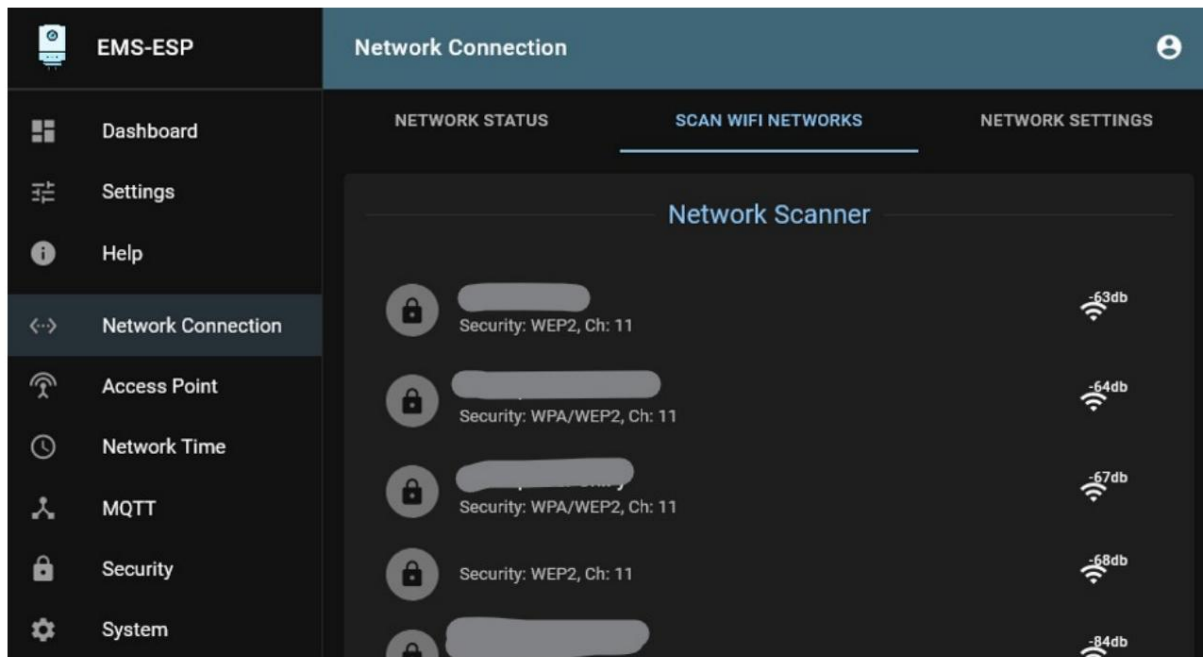 EMS-ESP
Dashboard
Settings
Help
Network Connection
Access Point
Network Time
MQTT
Security
System
Network Connection
NETWORK STATUS
SCAN WIFI NETWORKS
NETWORK SETTINGS
Network Scanner
Security: WEP2, Ch: 11
-63db
Security: WPA/WEP2, Ch: 11
-64db
Security: WPA/WEP2, Ch: 11
-67db
Security: WEP2, Ch: 11
-68db
-84db